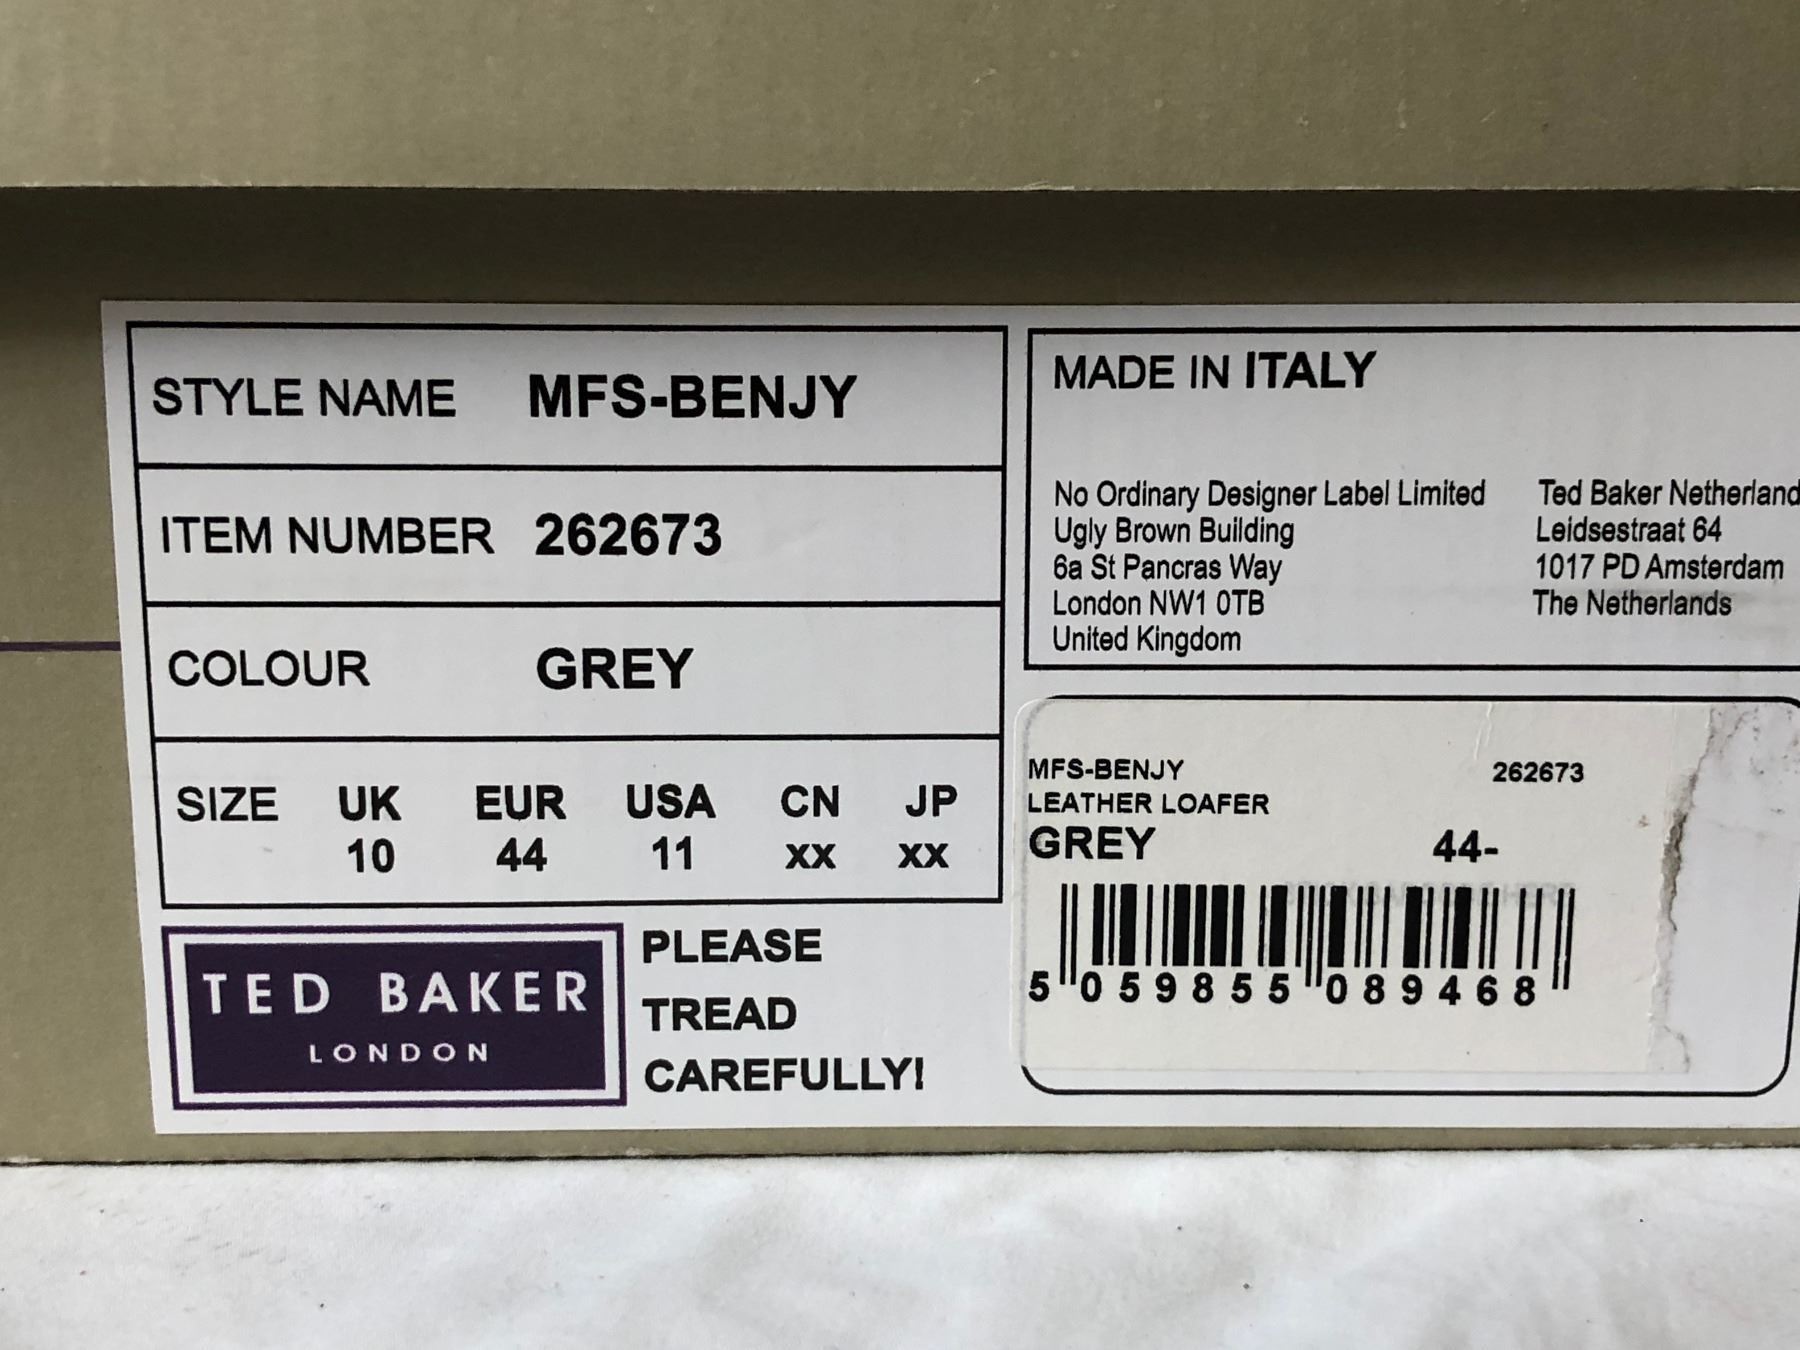 STYLE NAME MFS-BENJY
ITEM NUMBER 262673
COLOUR GREY
SIZE UK EUR USA CN JP
10 44 11 XX XX
TED BAKER
LONDON
PLEASE
TREAD
CAREFULLY!
MADE IN ITALY
No Ordinary Designer Label Limited
Ugly Brown Building
6a St Pancras Way
London NW1 0TB
United Kingdom
Ted Baker Netherland
Leidsestraat 64
1017 PD Amsterdam
The Netherlands
MFS-BENJY 262673
LEATHER LOAFER
GREY 44-
5 059855 089468